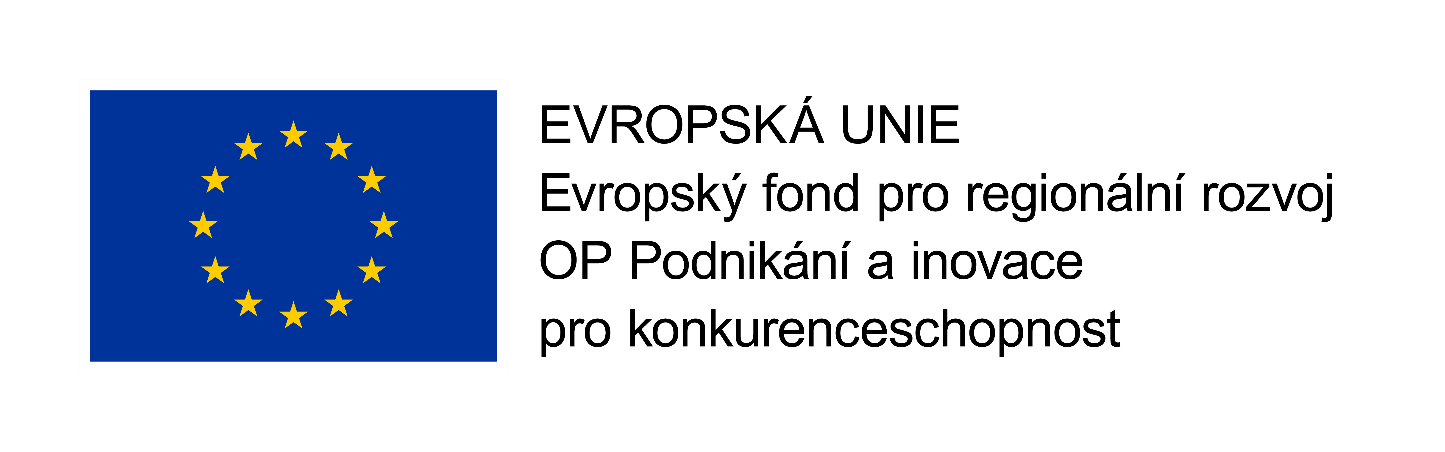 EVROPSKÁ UNIE
Evropský fond pro regionální rozvoj
OP Podnikání a inovace
pro konkurenceschopnost